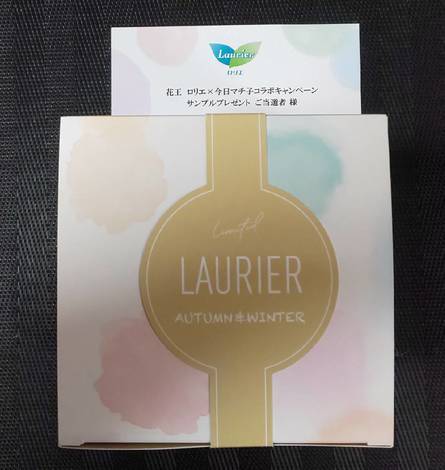 Laurier
ロリエ
花王 ロリエ×今日マチ子コラボキャンペーン
サンプルプレゼント ご当選者 様
Limited
LAURIER
AUTUMN&WINTER